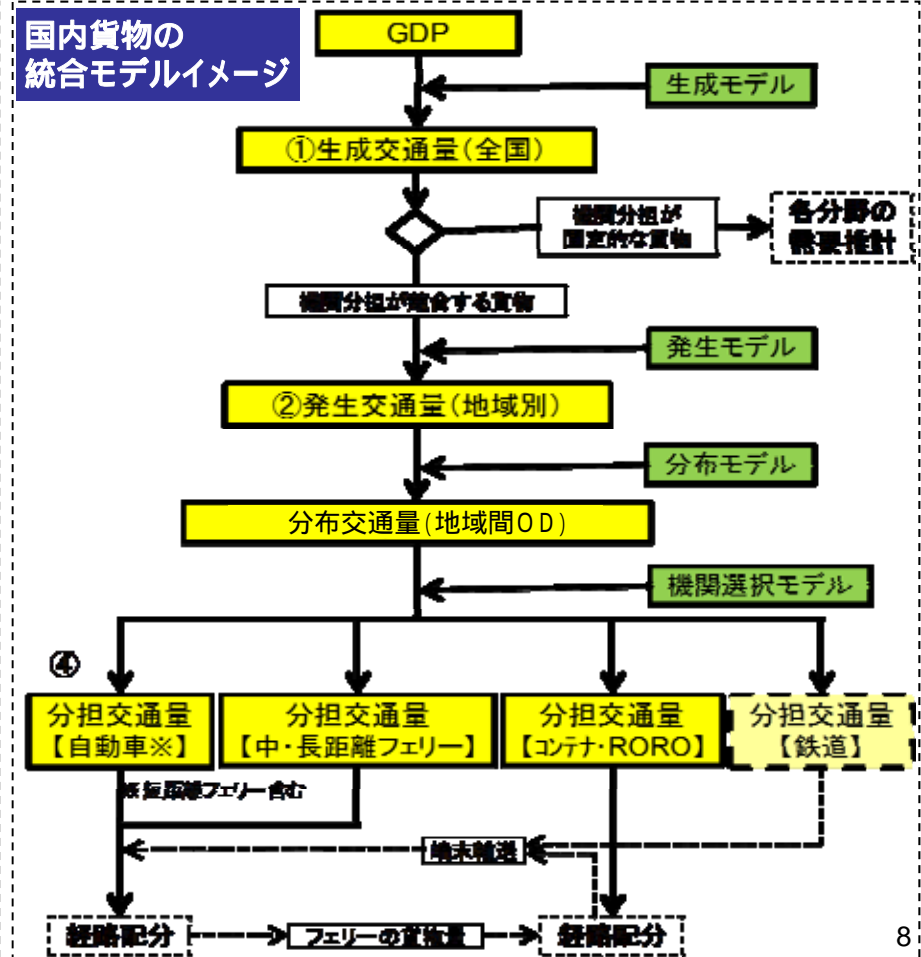 国内貨物の
統合モデルイメージ
GDP
生成モデル
①生成交通量(全国)
機関分担が
固定的な貨物
各分野の
需要推計
機関分担が競合する貨物
発生モデル
②発生交通量(地域別)
分布モデル
分布交通量(地域間OD)
機関選択モデル
④
分担交通量
【自動車※】
分担交通量
【中・長距離フェリー】
分担交通量
【コンテナ・RORO】
分担交通量
【鉄道】
※短距離フェリー含む
端末輸送
経路配分
フェリーの貨物量
経路配分
8